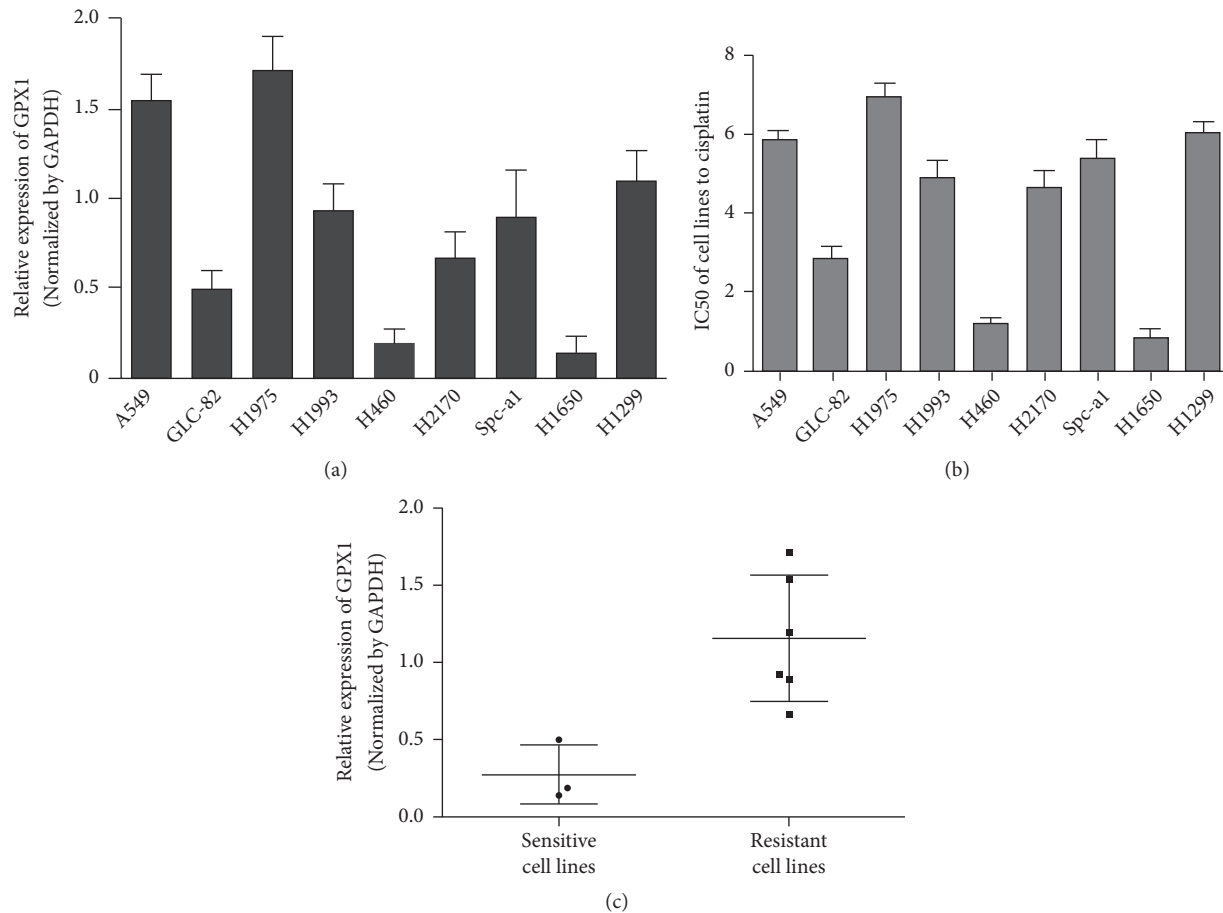 Relative expression of GPX1
(Normalized by GAPDH)
2.0
1.5
1.0
0.5
0
A549
GLC-82
H1975
H1993
H460
H2170
Spc-a1
H1650
H1299
(a)
IC50 of cell lines to cisplatin
8
6
4
2
0
A549
GLC-82
H1975
H1993
H460
H2170
Spc-a1
H1650
H1299
(b)
Relative expression of GPX1
(Normalized by GAPDH)
2.0
1.5
1.0
0.5
0.0
Sensitive
cell lines
Resistant
cell lines
(c)